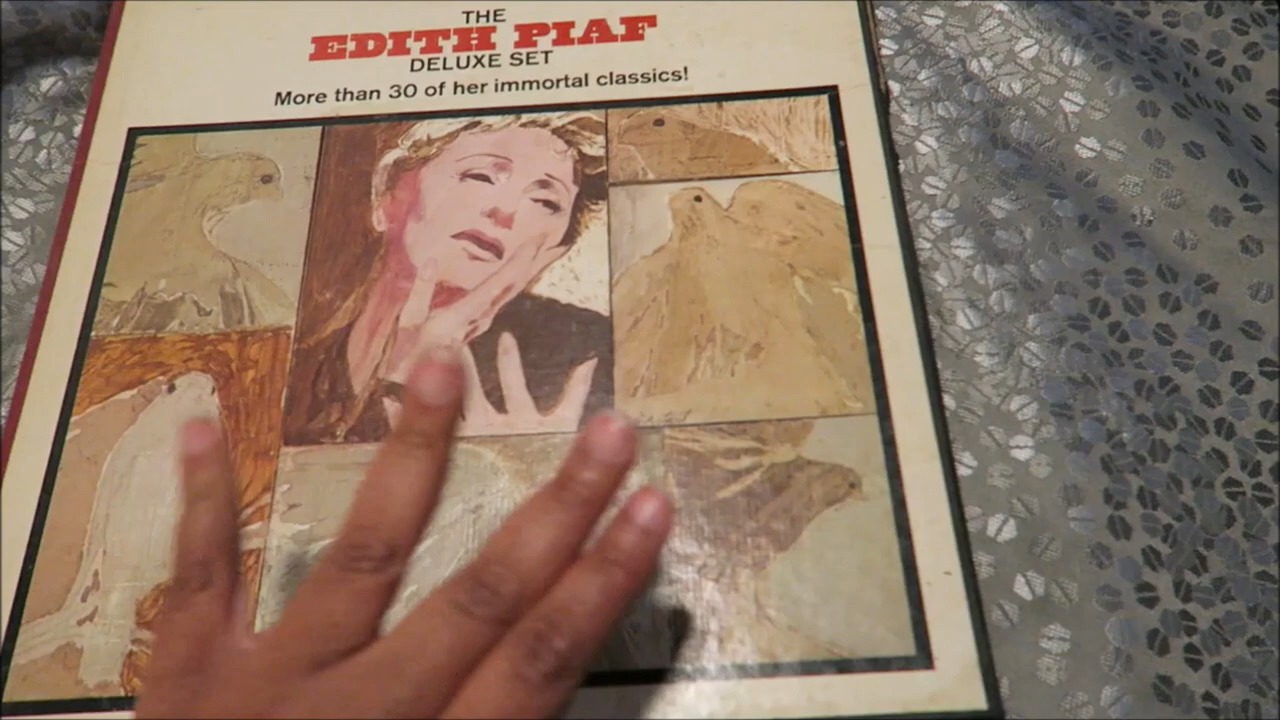 THE
EDITH PIAF
DELUXE SET
More than 30 of her immortal classics!